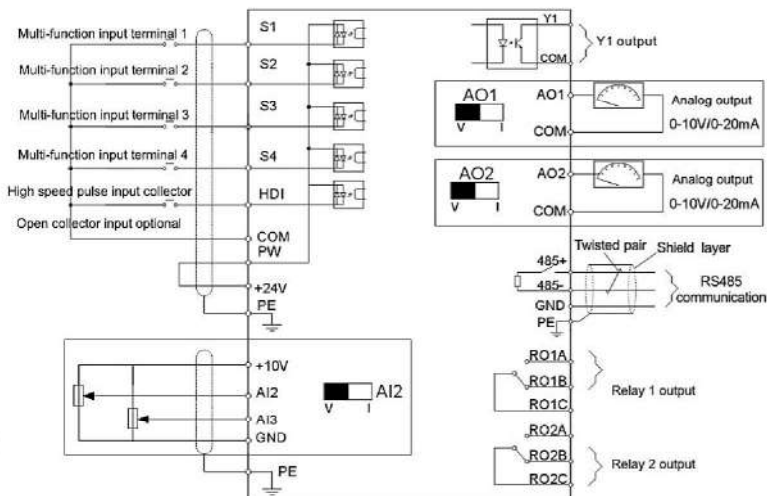 Multi-function input terminal 1
Multi-function input terminal 2
Multi-function input terminal 3
Multi-function input terminal 4
High speed pulse input collector
Open collector input optional
S1
S2
S3
S4
HDI
COM
PW
+24V
PE
+10V
AI2
AI3
GND
PE
V I AI2
Y1
COM
Y1 output
AO1
V I
AO1
COM
Analog output
0-10V/0-20mA
AO2
V I
AO2
COM
Analog output
0-10V/0-20mA
Twisted pair
Shield layer
485+
485-
GND
PE
RS485
communication
RO1A
RO1B
RO1C
Relay 1 output
RO2A
RO2B
RO2C
Relay 2 output